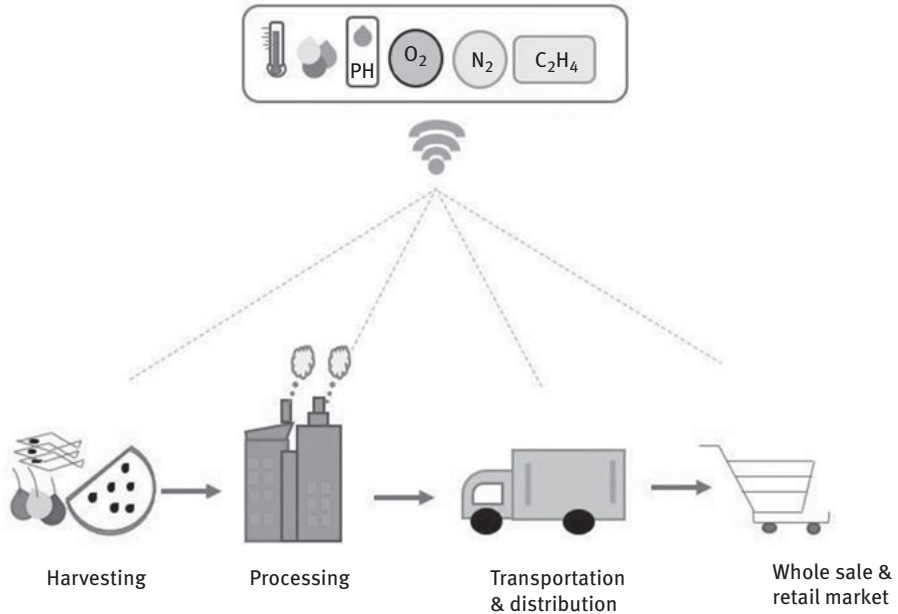 PH
O₂
N₂
C₂H₄
Harvesting
Processing
Transportation
& distribution
Whole sale &
retail market